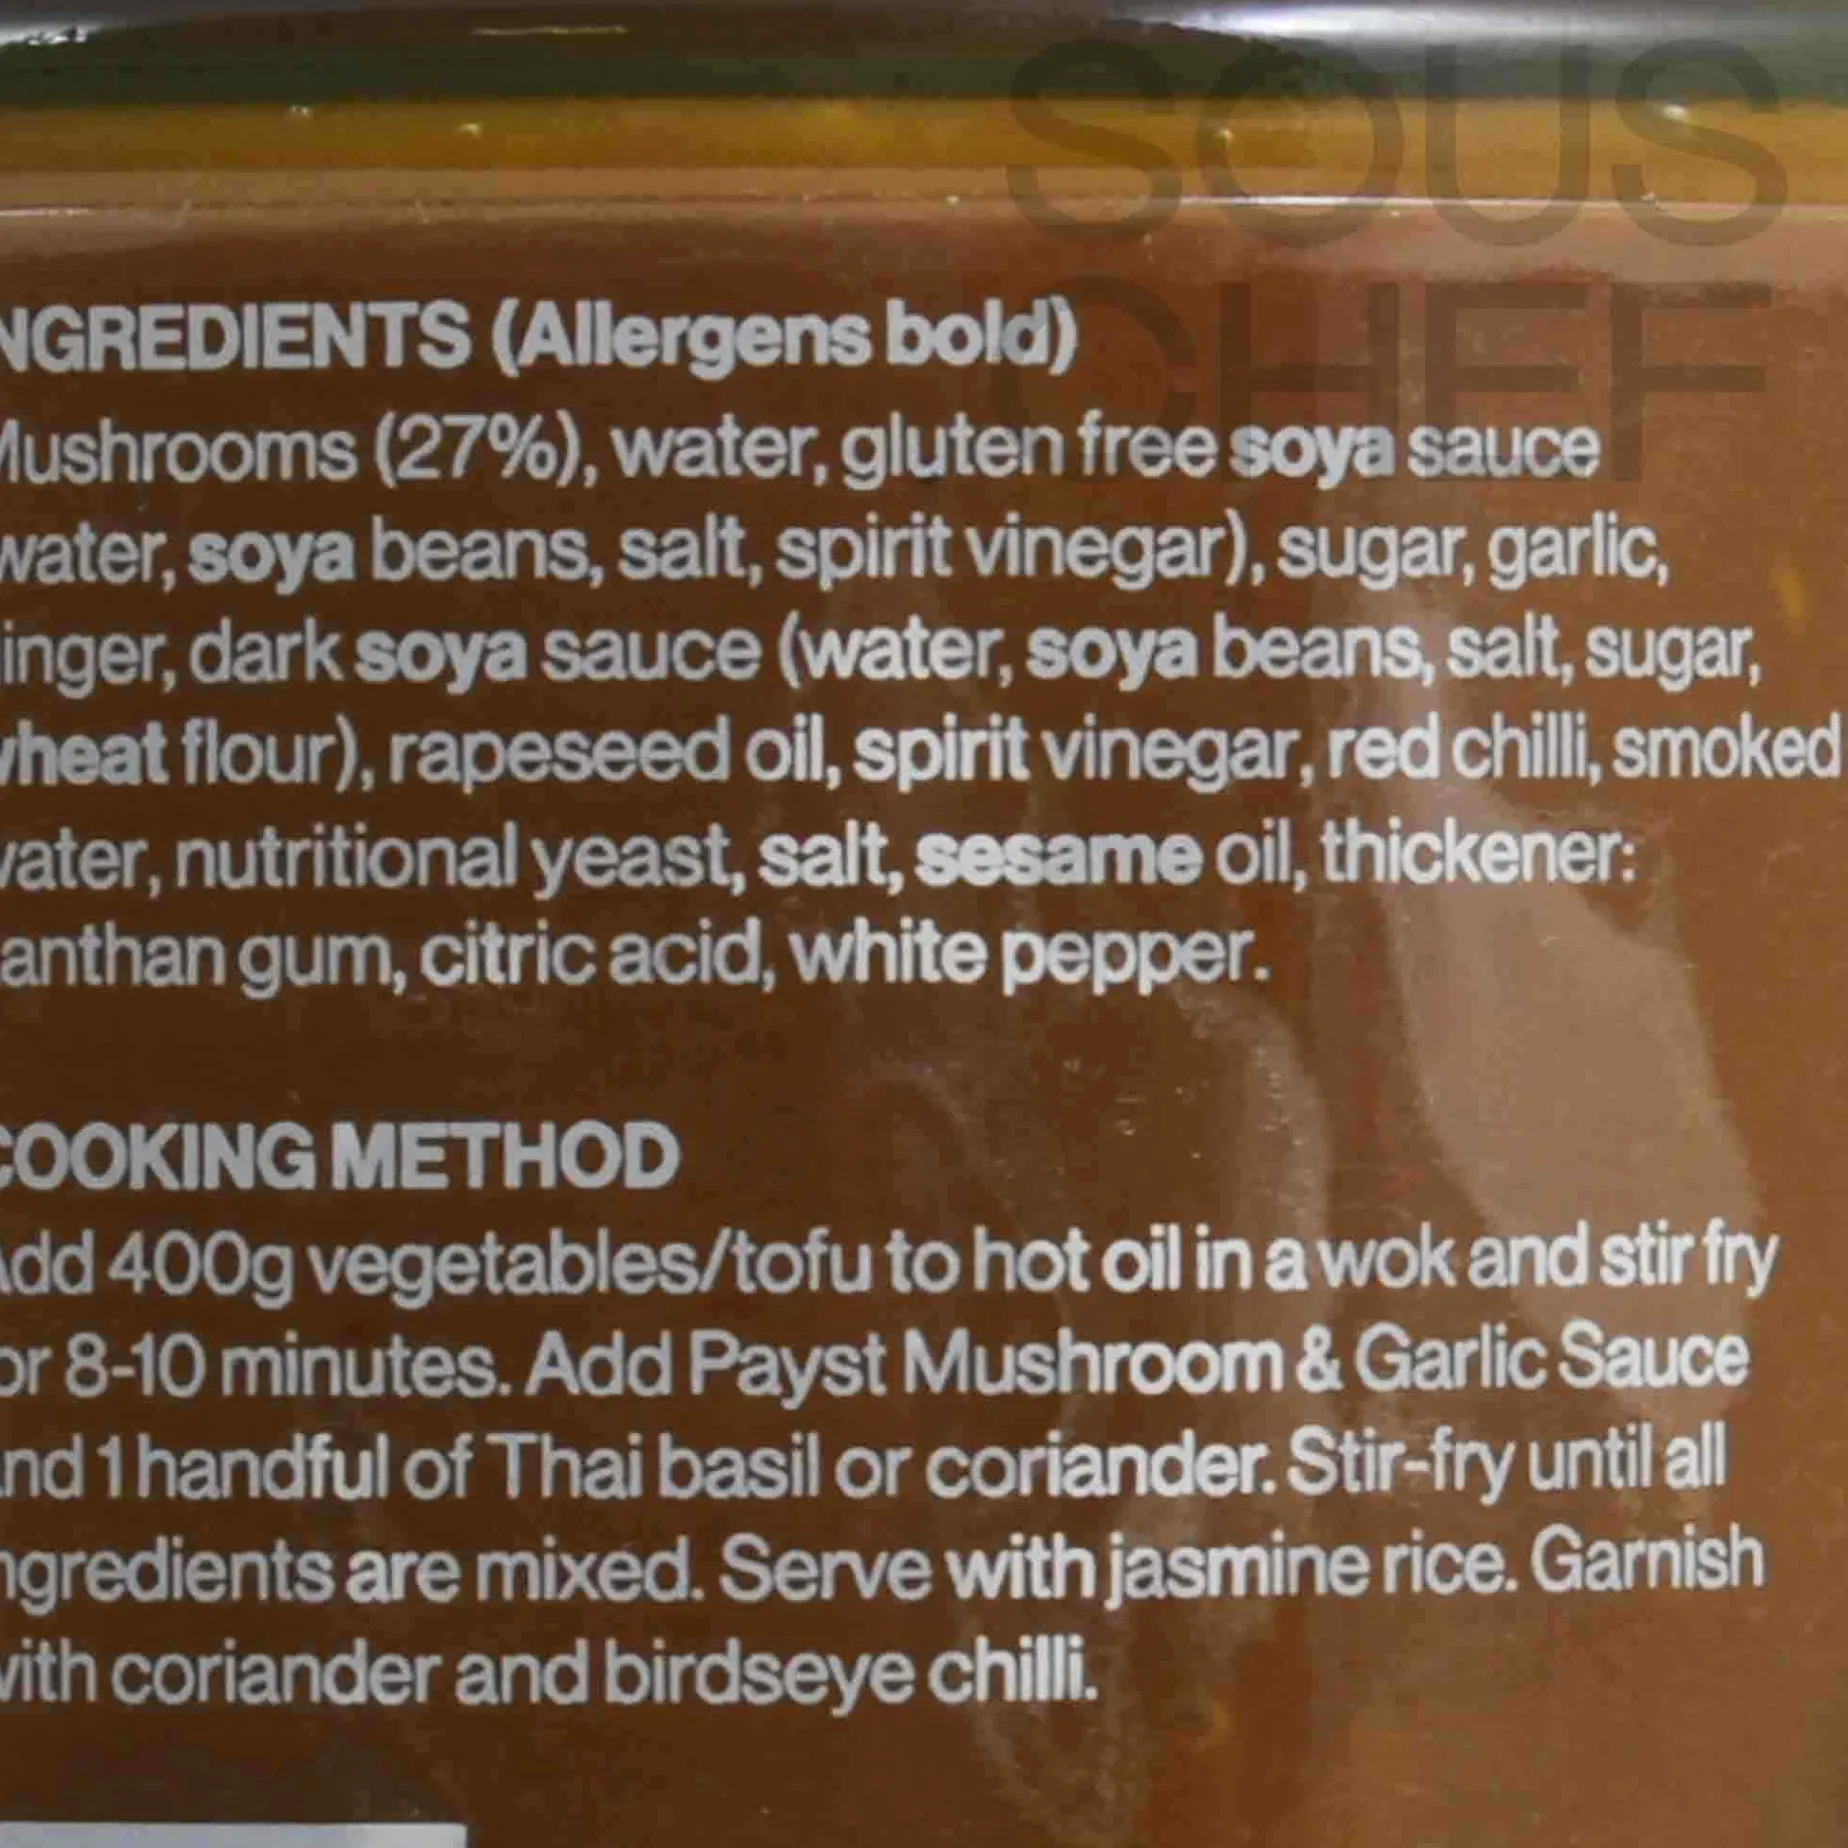 SOUS
CHEF
NGREDIENTS (Allergens bold)
Mushrooms (27%), water, gluten free soya sauce
water, soya beans, salt, spirit vinegar), sugar, garlic,
inger, dark soya sauce (water, soya beans, salt, sugar,
wheat flour), rapeseed oil, spirit vinegar, red chilli, smoked
water, nutritional yeast, salt, sesame oil, thickener:
anthan gum, citric acid, white pepper.
COOKING METHOD
Add 400g vegetables/tofu to hot oil in a wok and stir fry
or 8-10 minutes. Add Payst Mushroom & Garlic Sauce
and 1 handful of Thai basil or coriander. Stir-fry until all
ngredients are mixed. Serve with jasmine rice. Garnish
with coriander and birdseye chilli.